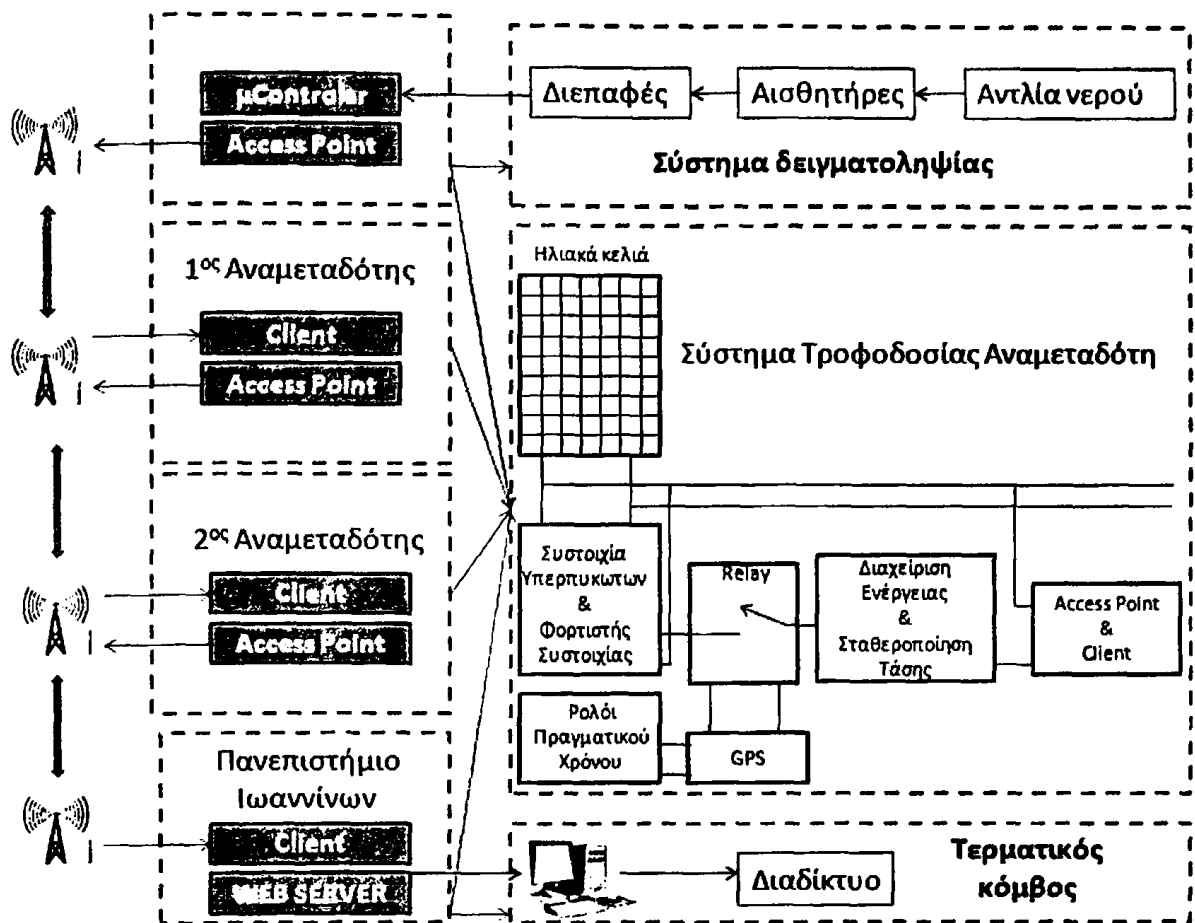 μControler
Access Point
Διεπαφές
Αισθητήρες
Αντλία νερού
Σύστημα δειγματοληψίας
1ος Αναμεταδότης
Client
Access Point
2ος Αναμεταδότης
Client
Access Point
Πανεπιστήμιο
Ιωαννίνων
Client
WEB SERVER
Ηλιακά κελιά
Σύστημα Τροφοδοσίας Αναμεταδότη
Συστοιχία
Υπερπυκωτων
&
Φορτιστής
Συστοιχίας
Relay
Διαχείριση
Ενέργειας
&
Σταθεροποίηση
Τάσης
Access Point
&
Client
Ρολόι
Πραγματικού
Χρόνου
GPS
Διαδίκτυο
Τερματικός
κόμβος